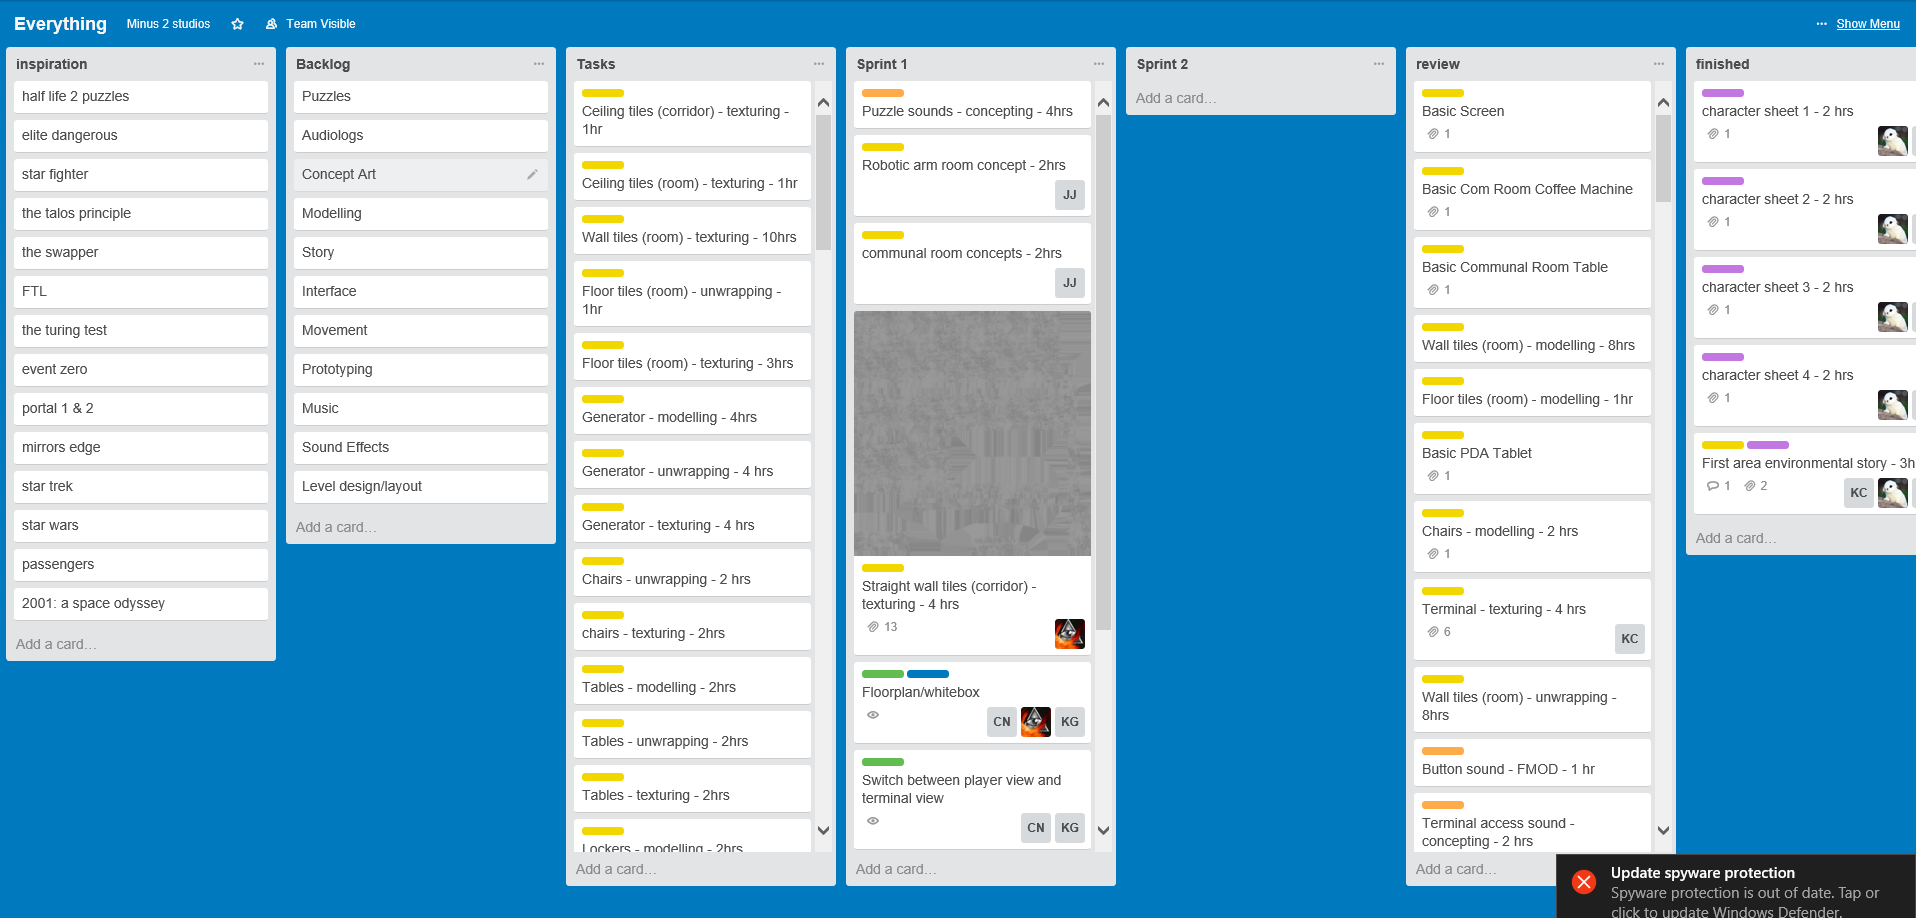 Everything
Minus 2 studios
Team Visible
Show Menu
inspiration
half life 2 puzzles
elite dangerous
star fighter
the talos principle
the swapper
FTL
the turing test
event zero
portal 1 & 2
mirrors edge
star trek
star wars
passengers
2001: a space odyssey
Add a card...
Backlog
Puzzles
Audiologs
Concept Art
Modelling
Story
Interface
Movement
Prototyping
Music
Sound Effects
Level design/layout
Add a card...
Tasks
Ceiling tiles (corridor) - texturing -
1hr
Ceiling tiles (room) - texturing - 1hr
Wall tiles (room) - texturing - 10hrs
Floor tiles (room) - unwrapping -
1hr
Floor tiles (room) - texturing - 3hrs
Generator - modelling - 4hrs
Generator - unwrapping - 4 hrs
Generator - texturing - 4 hrs
Chairs - unwrapping - 2 hrs
chairs - texturing - 2hrs
Tables - modelling - 2hrs
Tables - unwrapping - 2hrs
Tables - texturing - 2hrs
Lockers - modelling - 2hrs
Add a card...
Sprint 1
Puzzle sounds - concepting - 4hrs
Robotic arm room concept - 2hrs
JJ
communal room concepts - 2hrs
JJ
Straight wall tiles (corridor) -
texturing - 4 hrs
13
Floorplan/whitebox
CN KG
Switch between player view and
terminal view
CN KG
Add a card...
Sprint 2
Add a card...
review
Basic Screen
1
Basic Com Room Coffee Machine
1
Basic Communal Room Table
1
Wall tiles (room) - modelling - 8hrs
Floor tiles (room) - modelling - 1hr
Basic PDA Tablet
1
Chairs - modelling - 2 hrs
1
Terminal - texturing - 4 hrs
6
KC
Wall tiles (room) - unwrapping -
8hrs
Button sound - FMOD - 1 hr
Terminal access sound -
concepting - 2 hrs
Add a card...
finished
character sheet 1 - 2 hrs
1
character sheet 2 - 2 hrs
1
character sheet 3 - 2 hrs
1
character sheet 4 - 2 hrs
1
First area environmental story - 3h
1 2
KC
Add a card...
Update spyware protection
Spyware protection is out of date. Tap or
click to update Windows Defender.